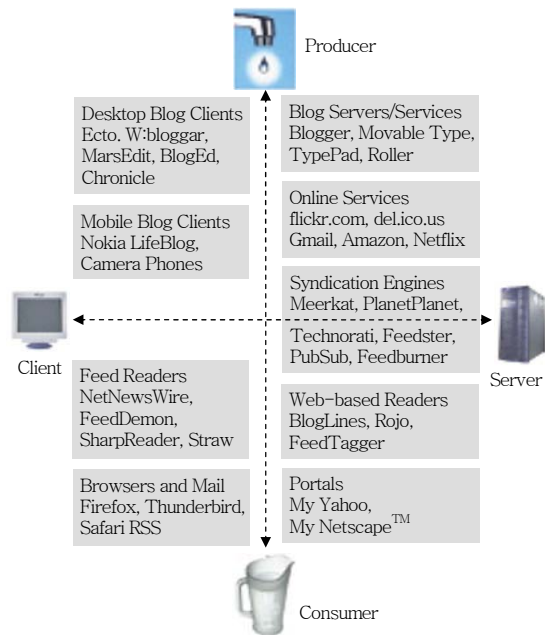 Producer
Desktop Blog Clients
Ecto. W:bloggar,
MarsEdit, BlogEd,
Chronicle
Blog Servers/Services
Blogger, Movable Type,
TypePad, Roller
Mobile Blog Clients
Nokia LifeBlog,
Camera Phones
Online Services
flickr.com, del.ico.us
Gmail, Amazon, Netflix
Syndication Engines
Meerkat, PlanetPlanet,
Technorati, Feedster,
PubSub, Feedburner
Client
Server
Feed Readers
NetNewsWire,
FeedDemon,
SharpReader, Straw
Web-based Readers
BlogLines, Rojo,
FeedTagger
Browsers and Mail
Firefox, Thunderbird,
Safari RSS
Portals
My Yahoo,
My Netscape™
Consumer